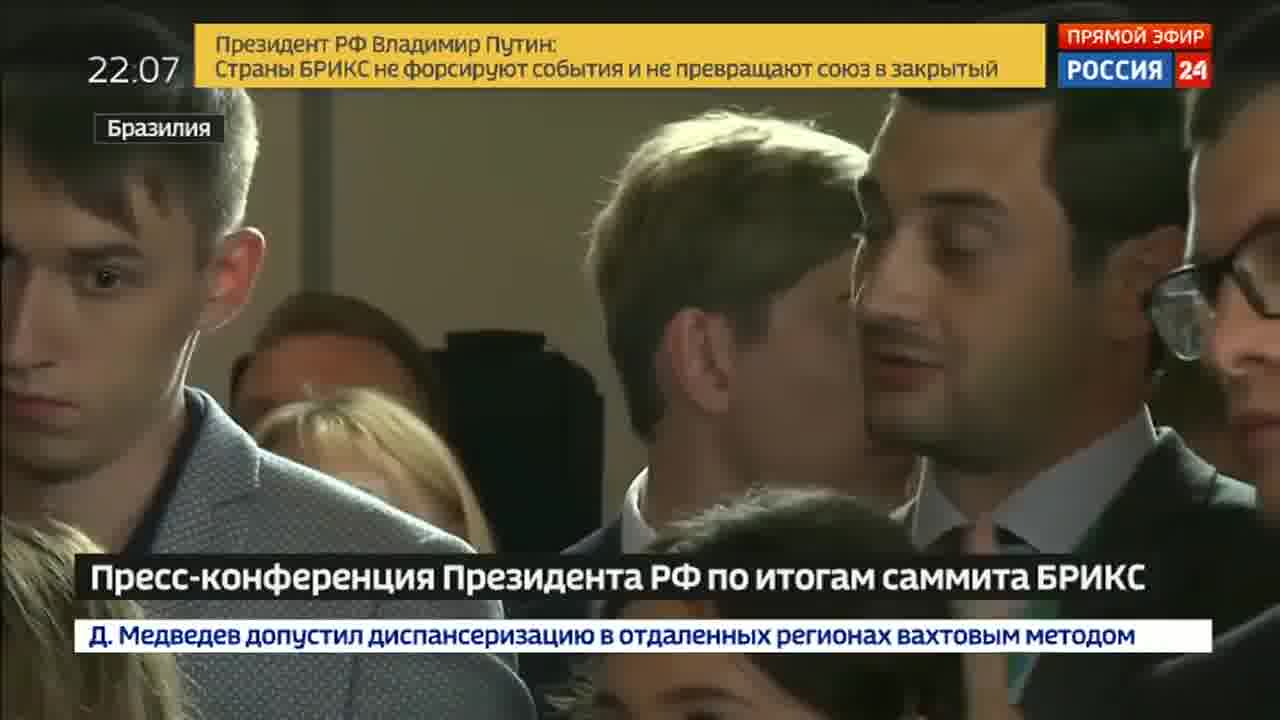 22.07
Президент РФ Владимир Путин:
Страны БРИКС не форсируют события и не превращают союз в закрытый
ПРЯМОЙ ЭФИР
РОССИЯ 24
Бразилия
Пресс-конференция Президента РФ по итогам саммита БРИКС
Д. Медведев допустил диспансеризацию в отдаленных регионах вахтовым методом